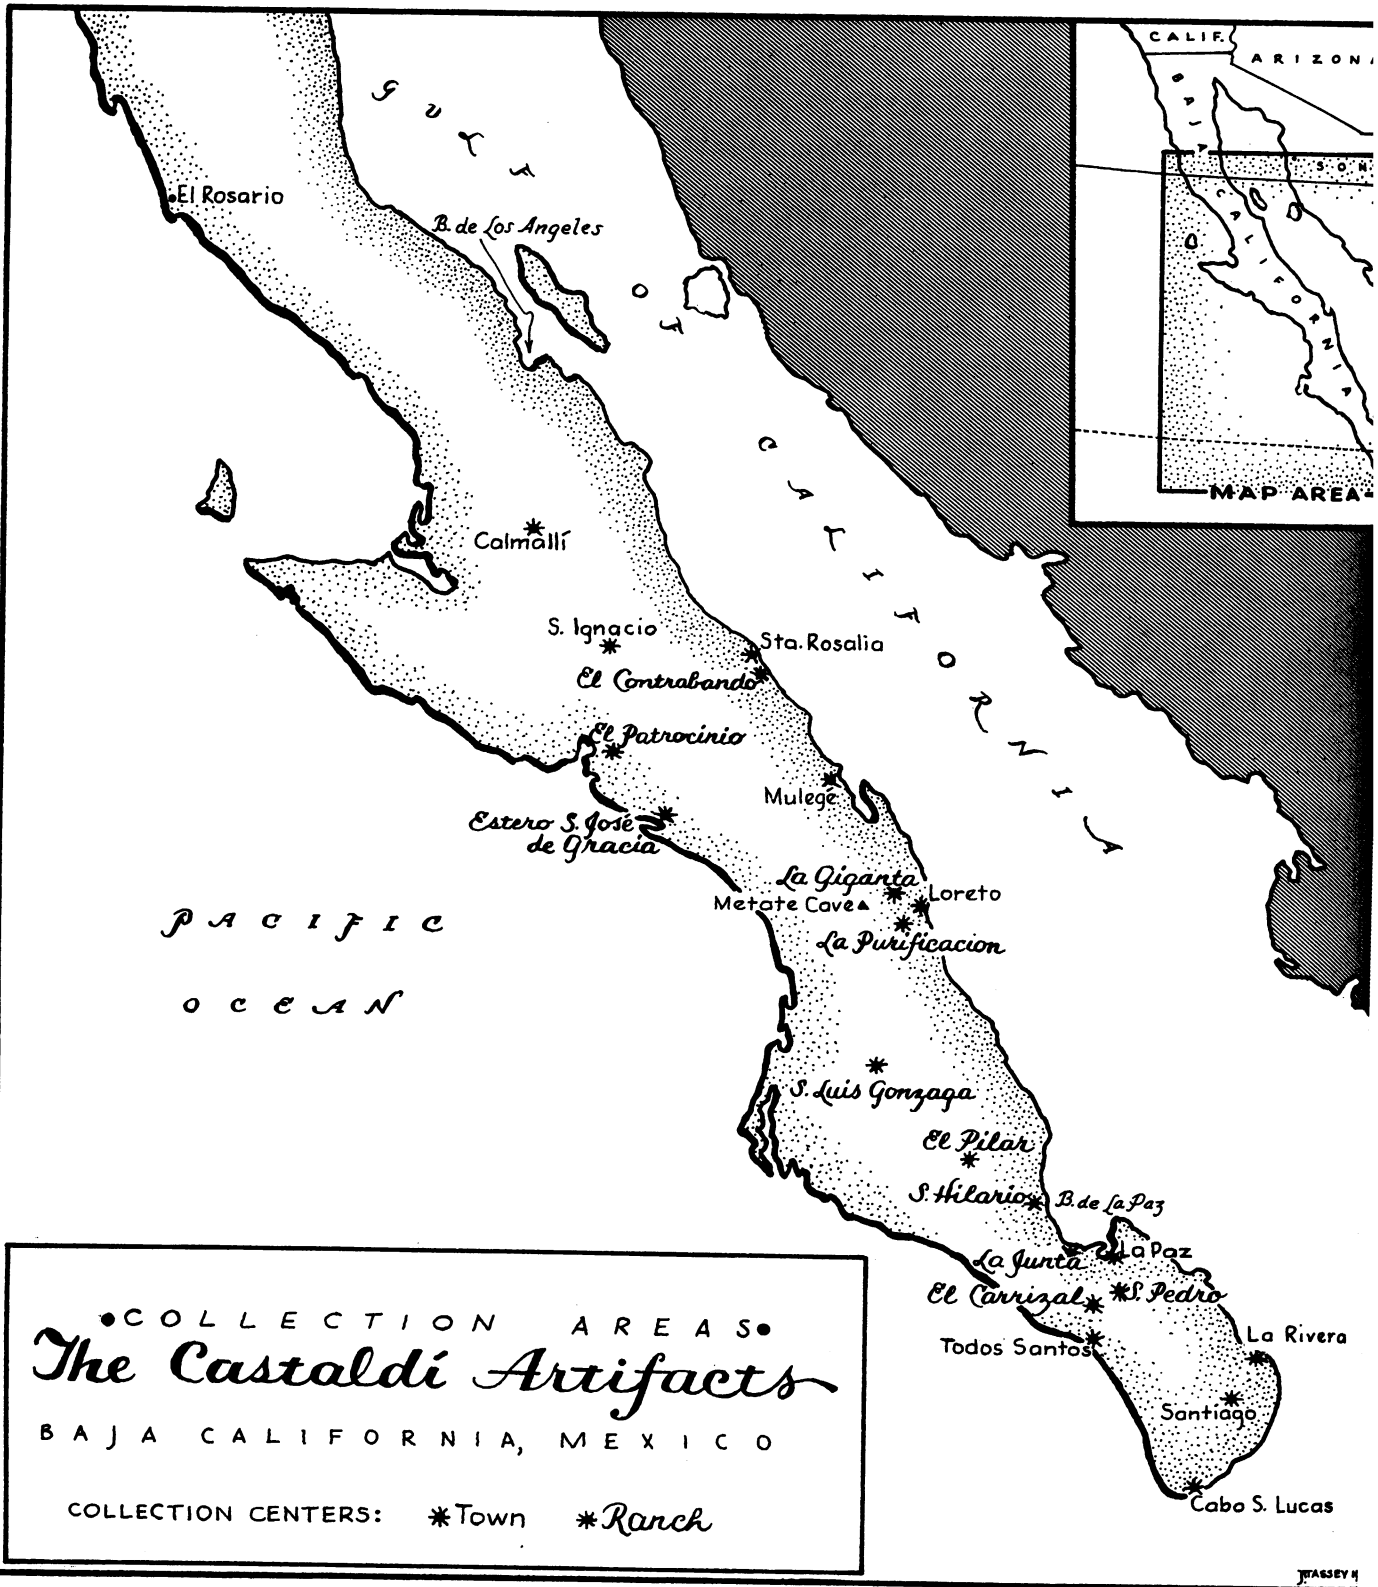 GULF
OF
CALIFORNIA
CALIF.
ARIZONA
BAJA
CALIFORNIA
SON
MAP AREA
El Rosario
B. de Los Angeles
Calmallí
S. Ignacio
Sta. Rosalia
El Contrabando
El Patrocinio
Mulegé
Estero S. José
de Gracia
La Giganta
Metate Cave
Loreto
La Purificacion
PACIFIC
OCEAN
S. Luis Gonzaga
El Pilar
S. Hilario
B. de La Paz
La Junta
La Paz
El Carrizal
S. Pedro
Todos Santos
La Rivera
Santiago
Cabo S. Lucas
•COLLECTION AREAS•
The Castaldí Artifacts
BAJA CALIFORNIA, MEXICO
COLLECTION CENTERS: Town Ranch